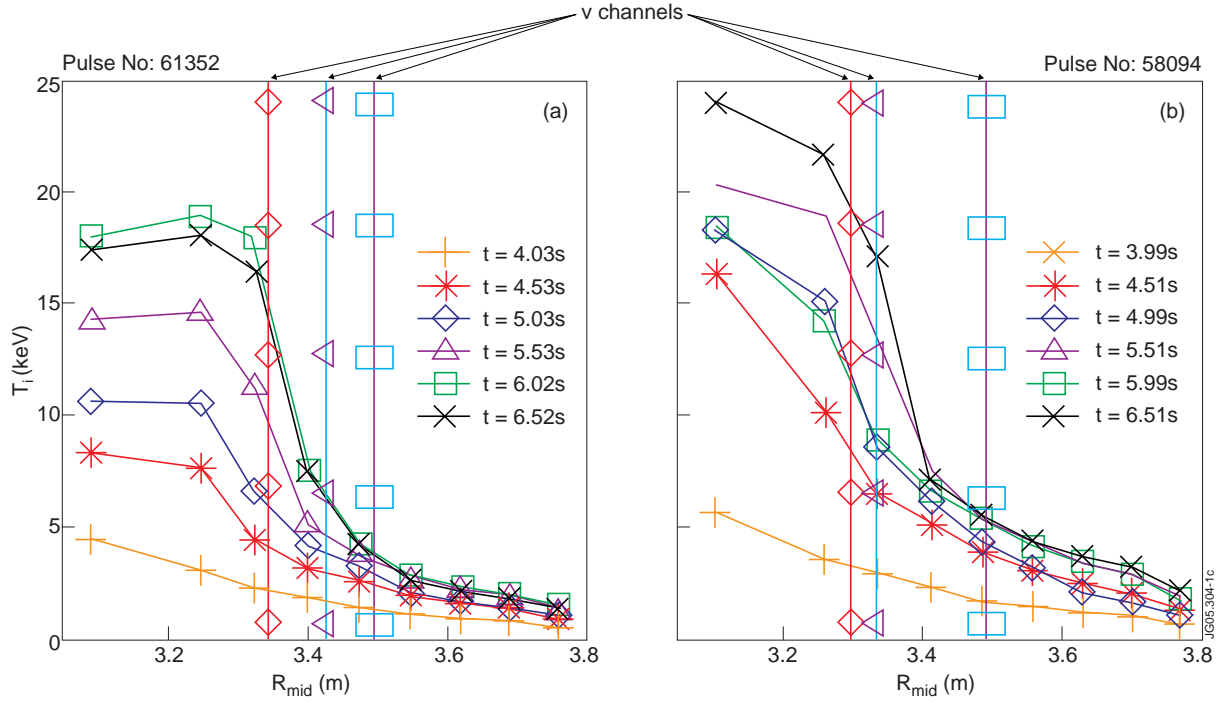 v channels
Pulse No: 61352
Pulse No: 58094
25
20
15
10
5
0
T_i (keV)
(a)
t = 4.03s
t = 4.53s
t = 5.03s
t = 5.53s
t = 6.02s
t = 6.52s
3.2
3.4
3.6
3.8
R_mid (m)
(b)
t = 3.99s
t = 4.51s
t = 4.99s
t = 5.51s
t = 5.99s
t = 6.51s
3.2
3.4
3.6
3.8
R_mid (m)
JG05.304-1c